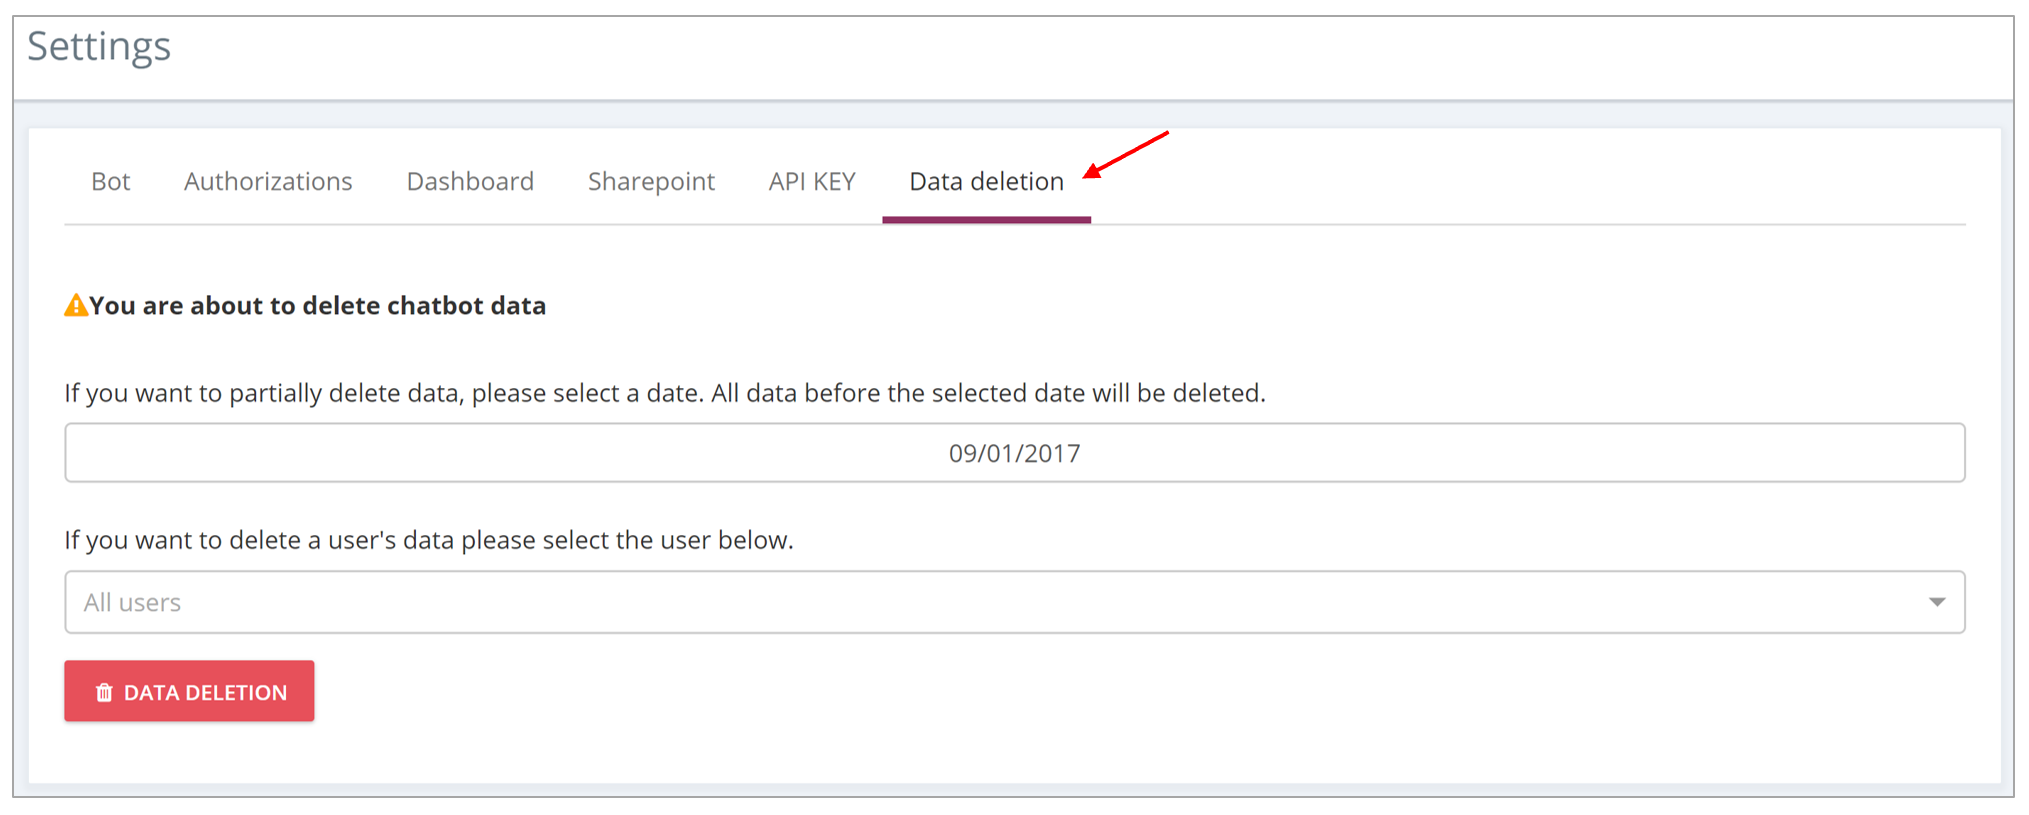 Settings
Bot Authorizations Dashboard Sharepoint API KEY Data deletion
You are about to delete chatbot data
If you want to partially delete data, please select a date. All data before the selected date will be deleted.
09/01/2017
If you want to delete a user's data please select the user below.
All users
DATA DELETION